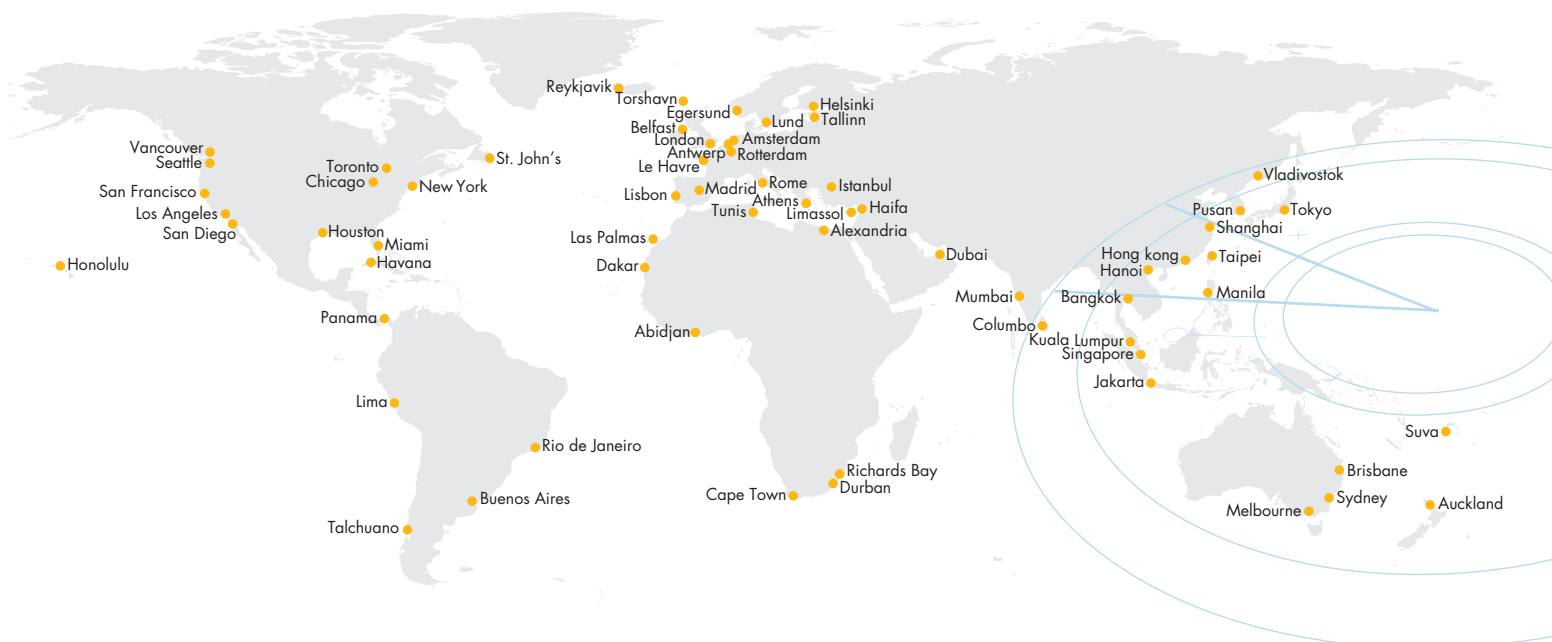 Reykjavik
Torshavn
Egersund
Helsinki
Tallinn
Lund
Belfast
London
Amsterdam
Antwerp
Rotterdam
Le Havre
Vancouver
Seattle
Toronto
Chicago
St. John's
New York
San Francisco
Los Angeles
San Diego
Houston
Miami
Havana
Honolulu
Panama
Lima
Rio de Janeiro
Buenos Aires
Talchuano
Lisbon
Madrid
Rome
Istanbul
Athens
Tunis
Limassol
Haifa
Alexandria
Las Palmas
Dakar
Dubai
Abidjan
Richards Bay
Durban
Cape Town
Vladivostok
Pusan
Tokyo
Shanghai
Hong kong
Hanoi
Taipei
Mumbai
Bangkok
Manila
Columbo
Kuala Lumpur
Singapore
Jakarta
Suva
Brisbane
Sydney
Melbourne
Auckland